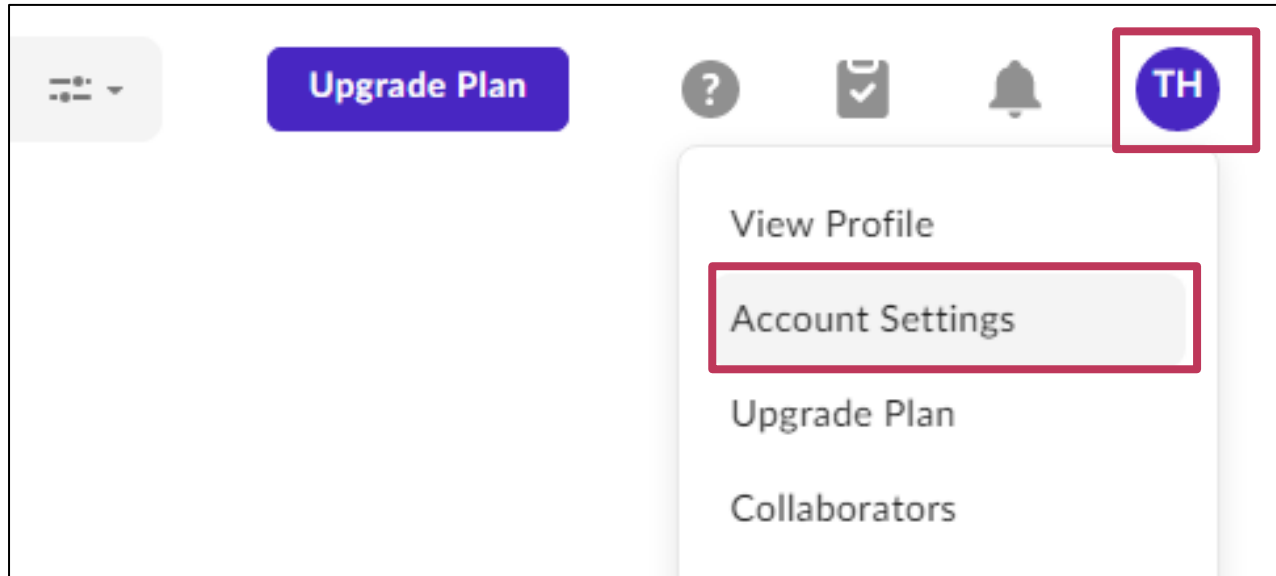 Upgrade Plan
?
TH
View Profile
Account Settings
Upgrade Plan
Collaborators